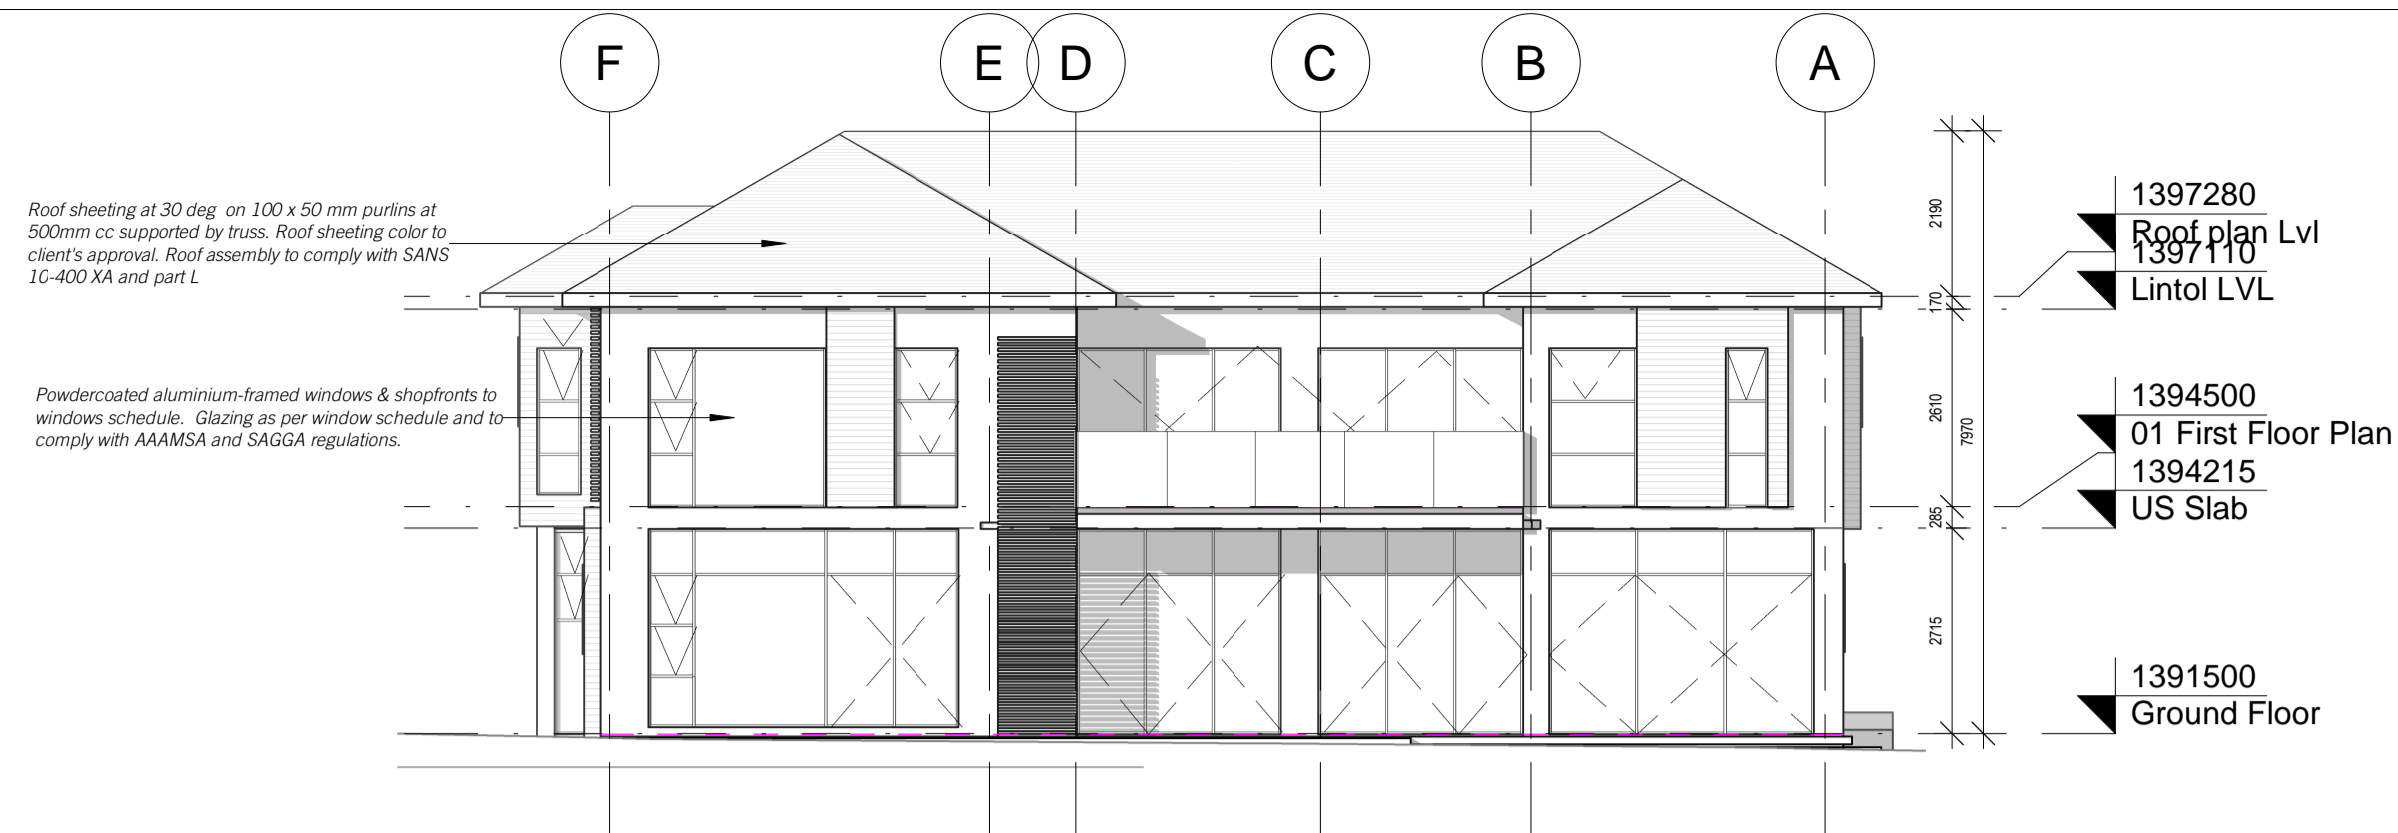 F
E
D
C
B
A
Roof sheeting at 30 deg on 100 x 50 mm purlins at
500mm cc supported by truss. Roof sheeting color to
client's approval. Roof assembly to comply with SANS
10-400 XA and part L
Powdercoated aluminium-framed windows & shopfronts to
windows schedule. Glazing as per window schedule and to
comply with AAAMSA and SAGGA regulations.
2190
170
2610
285
2715
7970
1397280
Roof plan Lvl
1397110
Lintol LVL
1394500
01 First Floor Plan
1394215
US Slab
1391500
Ground Floor